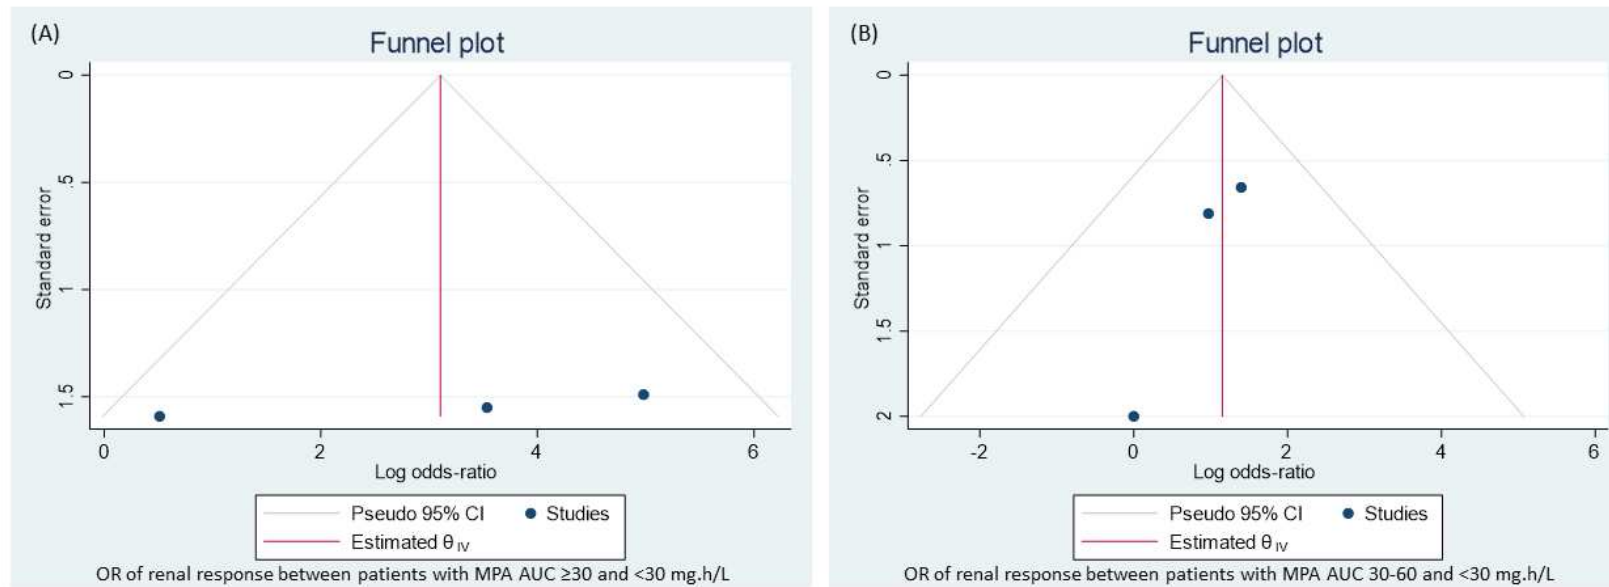 (A)
Funnel plot
Standard error
0
.5
1
1.5
0 2 4 6
Log odds-ratio
Pseudo 95% CI Studies
Estimated θ IV
OR of renal response between patients with MPA AUC ≥30 and <30 mg.h/L
(B)
Funnel plot
Standard error
0
.5
1
1.5
2
-2 0 2 4 6
Log odds-ratio
Pseudo 95% CI Studies
Estimated θ IV
OR of renal response between patients with MPA AUC 30-60 and <30 mg.h/L